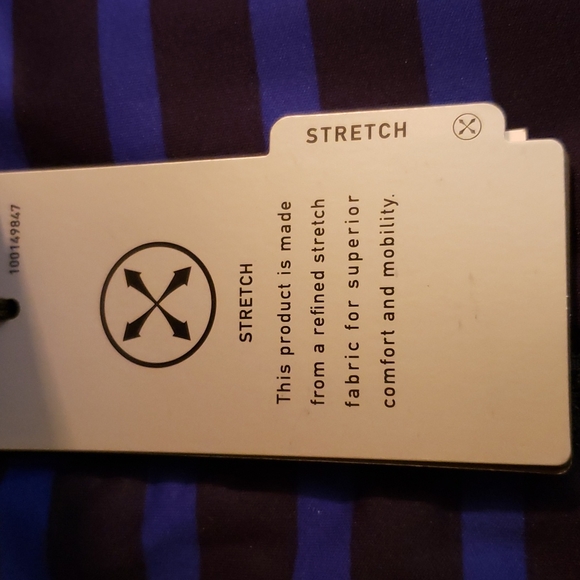 STRETCH
100149847
STRETCH
This product is made
from a refined stretch
fabric for superior
comfort and mobility.